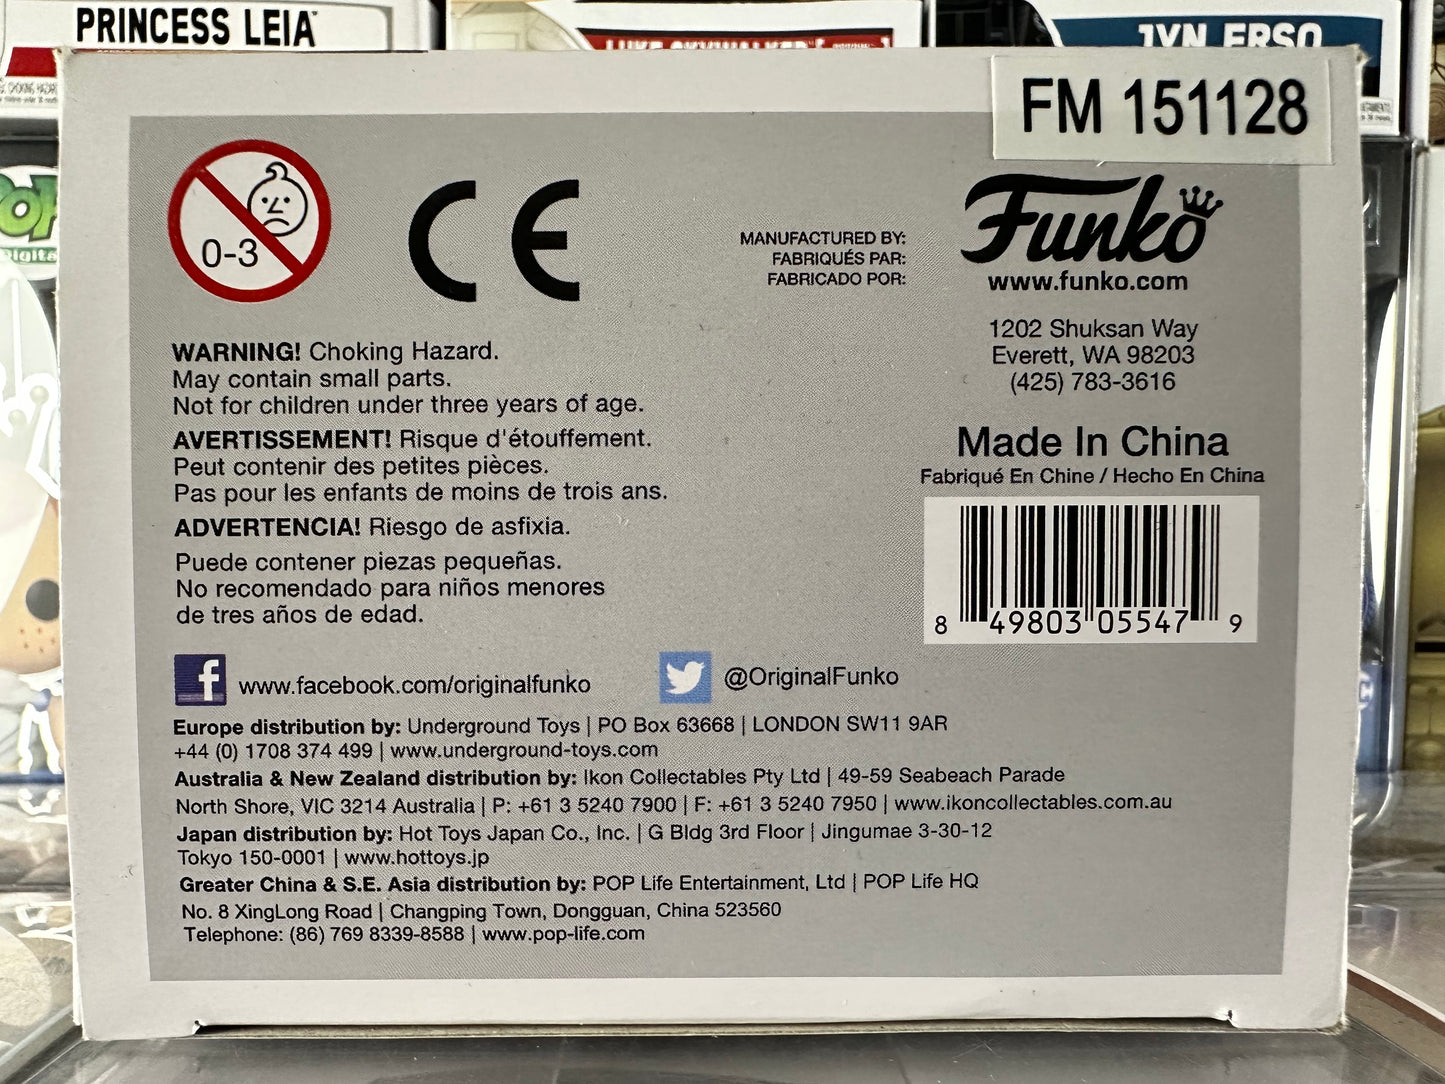 PRINCESS LEIA
LUKE SKYWALKER
JYN ERSO
FM 151128
0-3
CE
MANUFACTURED BY:
FABRIQUÉS PAR:
FABRICADO POR:
Funko
www.funko.com
1202 Shuksan Way
Everett, WA 98203
(425) 783-3616
Made In China
Fabriqué En Chine / Hecho En China
8 49803 05547 9
WARNING! Choking Hazard.
May contain small parts.
Not for children under three years of age.
AVERTISSEMENT! Risque d'étouffement.
Peut contenir des petites pièces.
Pas pour les enfants de moins de trois ans.
ADVERTENCIA! Riesgo de asfixia.
Puede contener piezas pequeñas.
No recomendado para niños menores
de tres años de edad.
f www.facebook.com/originalfunko
@OriginalFunko
Europe distribution by: Underground Toys | PO Box 63668 | LONDON SW11 9AR
+44 (0) 1708 374 499 | www.underground-toys.com
Australia & New Zealand distribution by: Ikon Collectables Pty Ltd | 49-59 Seabeach Parade
North Shore, VIC 3214 Australia | P: +61 3 5240 7900 | F: +61 3 5240 7950 | www.ikoncollectables.com.au
Japan distribution by: Hot Toys Japan Co., Inc. | G Bldg 3rd Floor | Jingumae 3-30-12
Tokyo 150-0001 | www.hottoys.jp
Greater China & S.E. Asia distribution by: POP Life Entertainment, Ltd | POP Life HQ
No. 8 XingLong Road | Changping Town, Dongguan, China 523560
Telephone: (86) 769 8339-8588 | www.pop-life.com